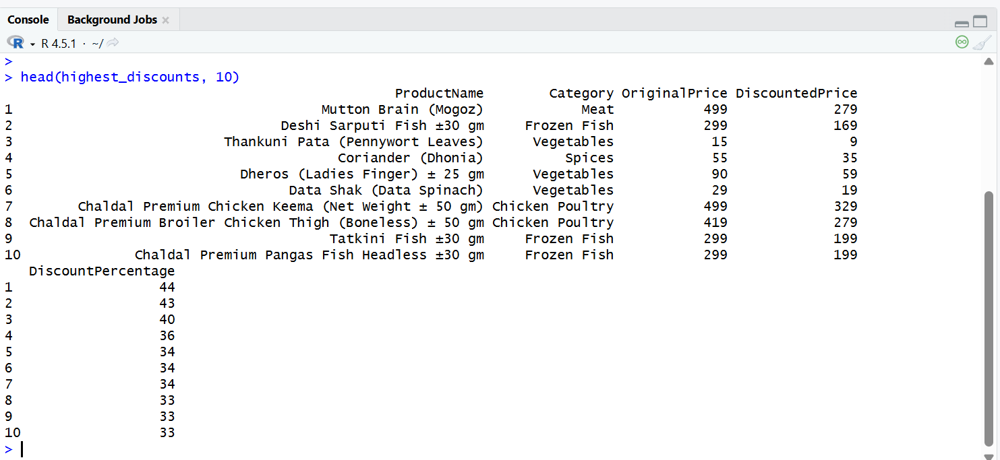 Console Background Jobs
R 4.5.1 · ~/
>
> head(highest_discounts, 10)
ProductName Category OriginalPrice DiscountedPrice
1 Mutton Brain (Mogoz) Meat 499 279
2 Deshi Sarputi Fish ±30 gm Frozen Fish 299 169
3 Thankuni Pata (Pennywort Leaves) Vegetables 15 9
4 Coriander (Dhonia) Spices 55 35
5 Dheros (Ladies Finger) ± 25 gm Vegetables 90 59
6 Data Shak (Data Spinach) Vegetables 29 19
7 Chaldal Premium Chicken Keema (Net Weight ± 50 gm) Chicken Poultry 499 329
8 Chaldal Premium Broiler Chicken Thigh (Boneless) ± 50 gm Chicken Poultry 419 279
9 Tatkini Fish ±30 gm Frozen Fish 299 199
10 Chaldal Premium Pangas Fish Headless ±30 gm Frozen Fish 299 199
DiscountPercentage
1 44
2 43
3 40
4 36
5 34
6 34
7 34
8 33
9 33
10 33
>